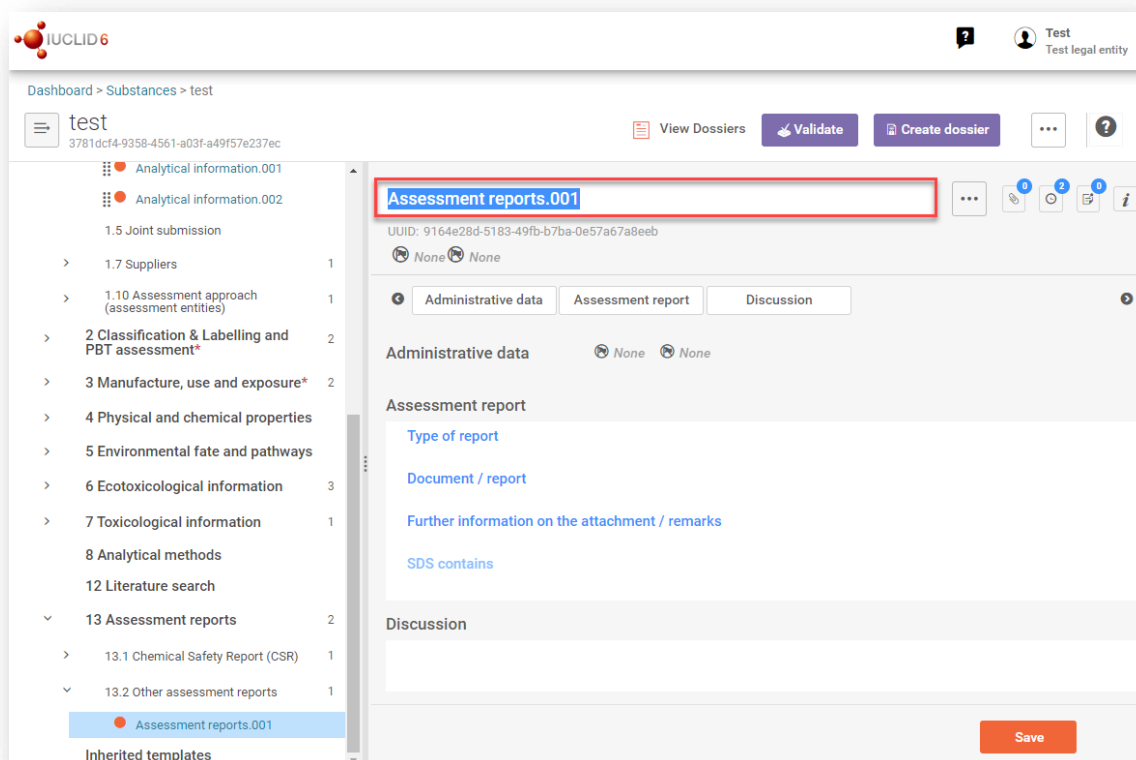 IUCLID 6
?
Test
Test legal entity
Dashboard > Substances > test
test
3781dcf4-9358-4561-a03f-a49f57e237ec
View Dossiers
Validate
Create dossier
...
?
Analytical information.001
Analytical information.002
1.5 Joint submission
1.7 Suppliers 1
1.10 Assessment approach
(assessment entities) 1
2 Classification & Labelling and
PBT assessment* 2
3 Manufacture, use and exposure* 2
4 Physical and chemical properties
5 Environmental fate and pathways
6 Ecotoxicological information 3
7 Toxicological information 1
8 Analytical methods
12 Literature search
13 Assessment reports 2
13.1 Chemical Safety Report (CSR) 1
13.2 Other assessment reports 1
Assessment reports.001
Inherited templates
Assessment reports.001
...
0
2
0
i
UUID: 9164e28d-5183-49fb-b7ba-0e57a67a8eeb
None None
Administrative data
Assessment report
Discussion
Administrative data None None
Assessment report
Type of report
Document / report
Further information on the attachment / remarks
SDS contains
Discussion
Save